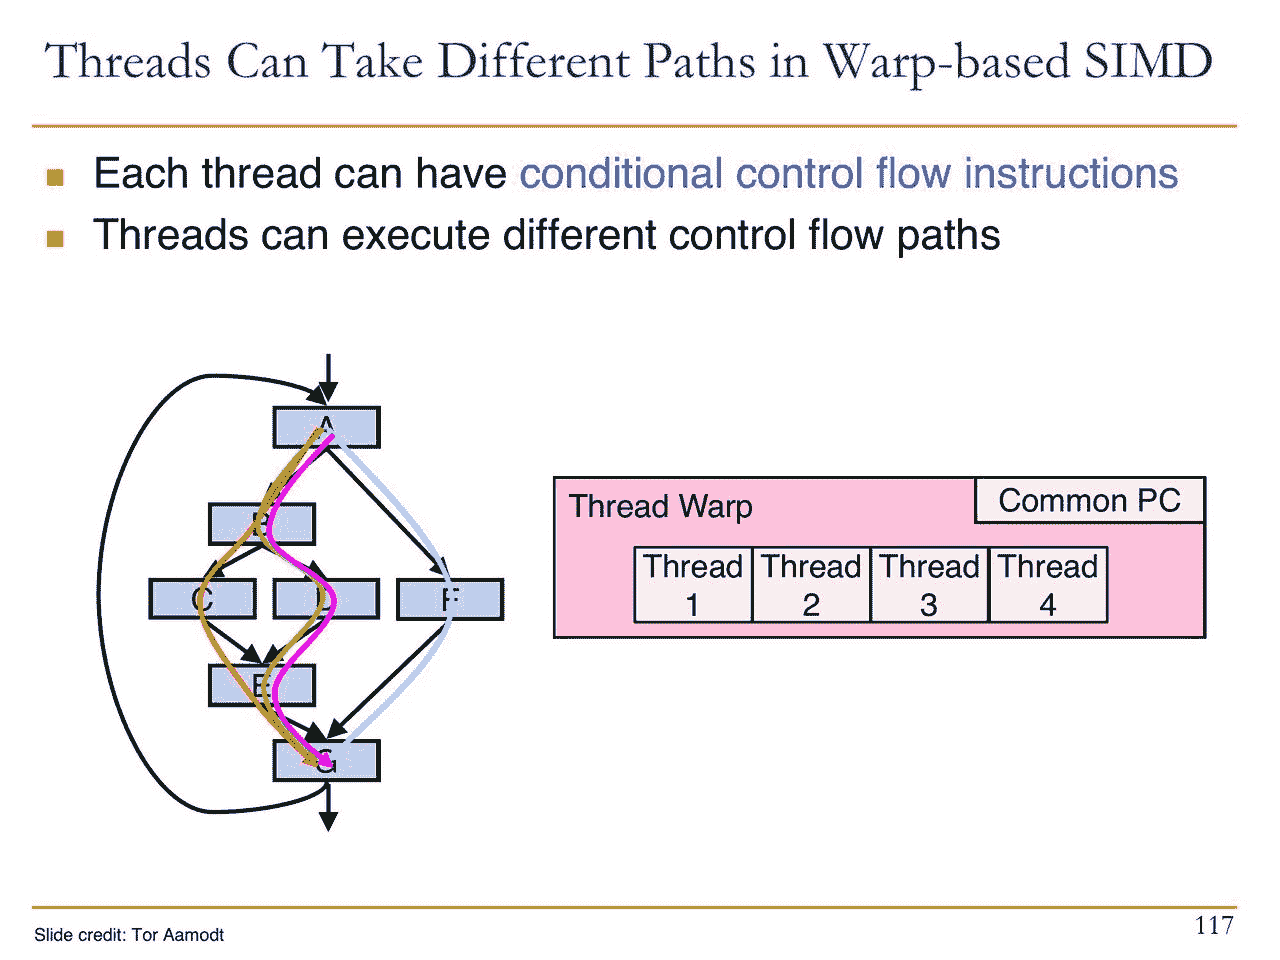 Threads Can Take Different Paths in Warp-based SIMD
Each thread can have conditional control flow instructions
Threads can execute different control flow paths
A
B
C D F
E
G
Thread Warp
Common PC
Thread Thread Thread Thread
1 2 3 4
Slide credit: Tor Aamodt
117